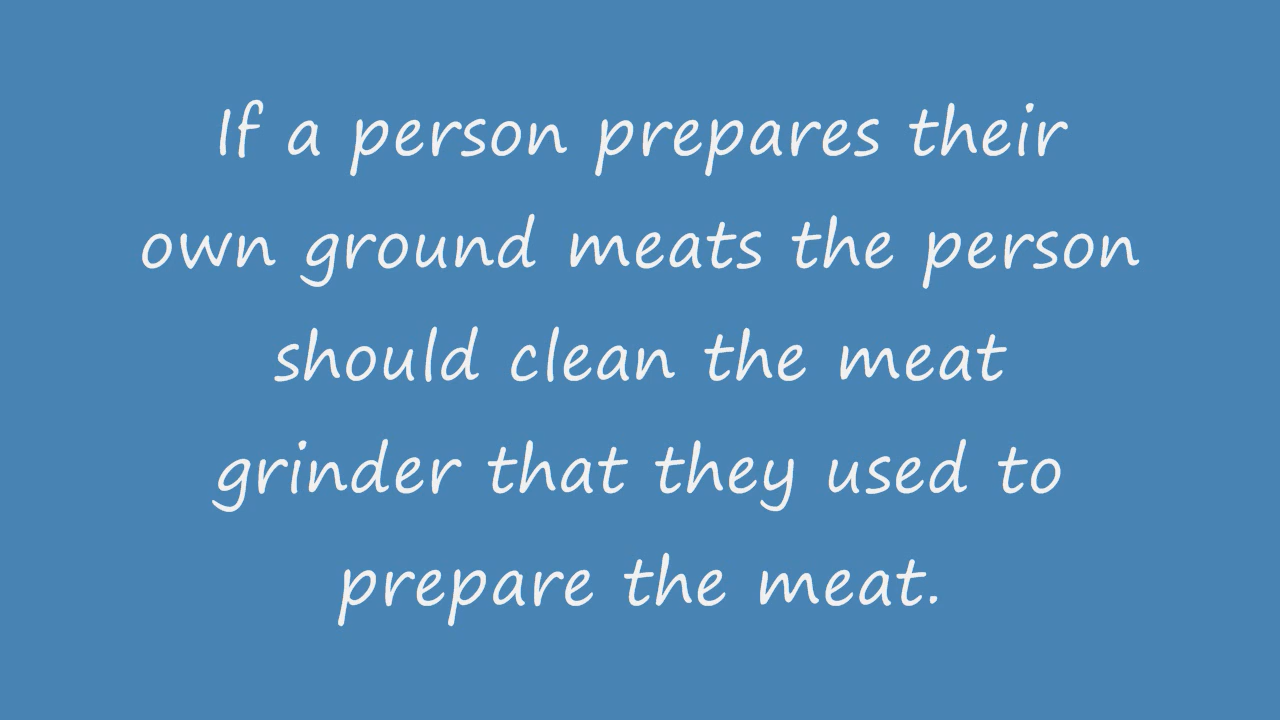 If a person prepares their
own ground meats the person
should clean the meat
grinder that they used to
prepare the meat.